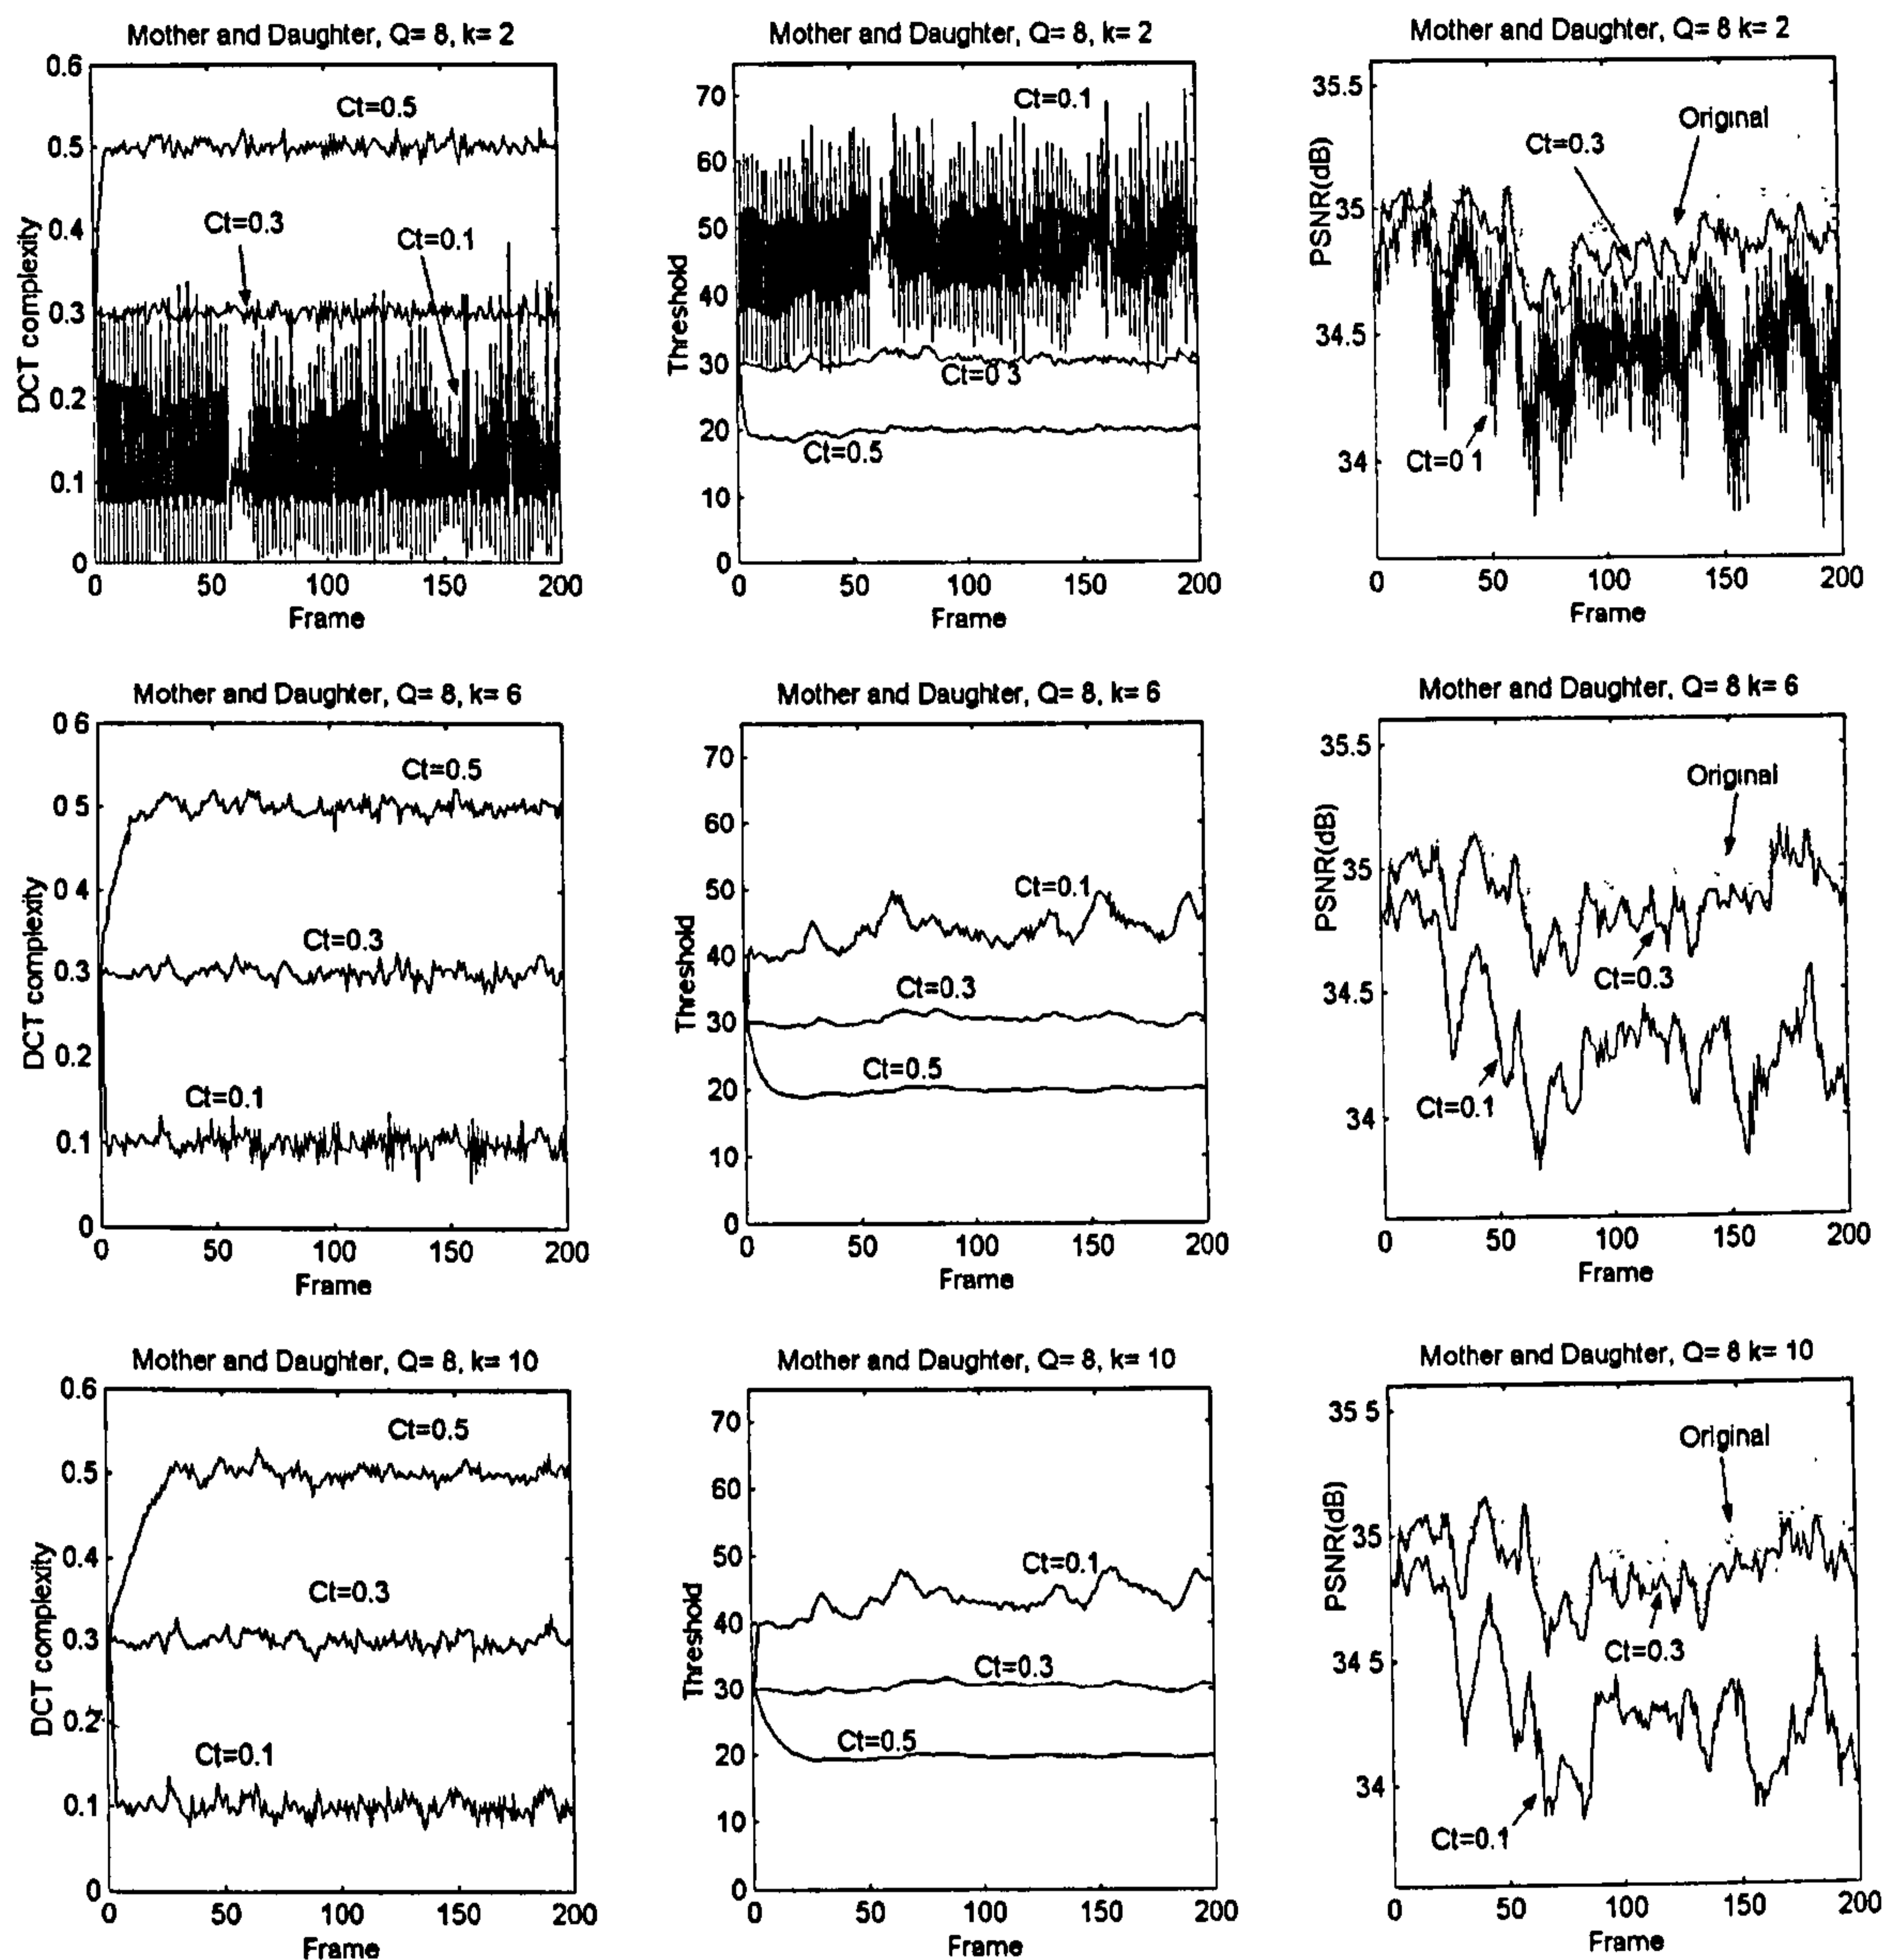 Mother and Daughter, Q= 8, k= 2
0.6
0.5
0.4
0.3
0.2
0.1
0
DCT complexity
Ct=0.5
Ct=0.3
Ct=0.1
0 50 100 150 200
Frame
Mother and Daughter, Q= 8, k= 2
70
60
50
40
30
20
10
0
Threshold
Ct=0.1
Ct=0 3
Ct=0.5
0 50 100 150 200
Frame
Mother and Daughter, Q= 8 k= 2
35.5
35
34.5
34
PSNR(dB)
Original
Ct=0.3
Ct=0 1
0 50 100 150 200
Frame
Mother and Daughter, Q= 8, k= 6
0 6
0 5
0 4
0.3
0.2
0.1
0
DCT complexity
Ct=0.5
Ct=0.3
Ct=0.1
0 50 100 150 200
Frame
Mother and Daughter, Q= 8, k= 6
70
60
50
40
30
20
10
0
Threshold
Ct=0.1
Ct=0.3
Ct=0.5
0 50 100 150 200
Frame
Mother and Daughter, Q= 8 k= 6
35.5
35
34.5
34
PSNR(dB)
Original
Ct=0.3
Ct=0.1
0 50 100 150 200
Frame
Mother and Daughter, Q= 8, k= 10
0.6
0.5
0.4
0.3
0.2
0.1
0
DCT complexity
Ct=0.5
Ct=0.3
Ct=0.1
0 50 100 150 200
Frame
Mother and Daughter, Q= 8, k= 10
70
60
50
40
30
20
10
0
Threshold
Ct=0.1
Ct=0.3
Ct=0.5
0 50 100 150 200
Frame
Mother and Daughter, Q= 8 k= 10
35 5
35
34 5
34
PSNR(dB)
Original
Ct=0.3
Ct=0.1
0 50 100 150 200
Frame